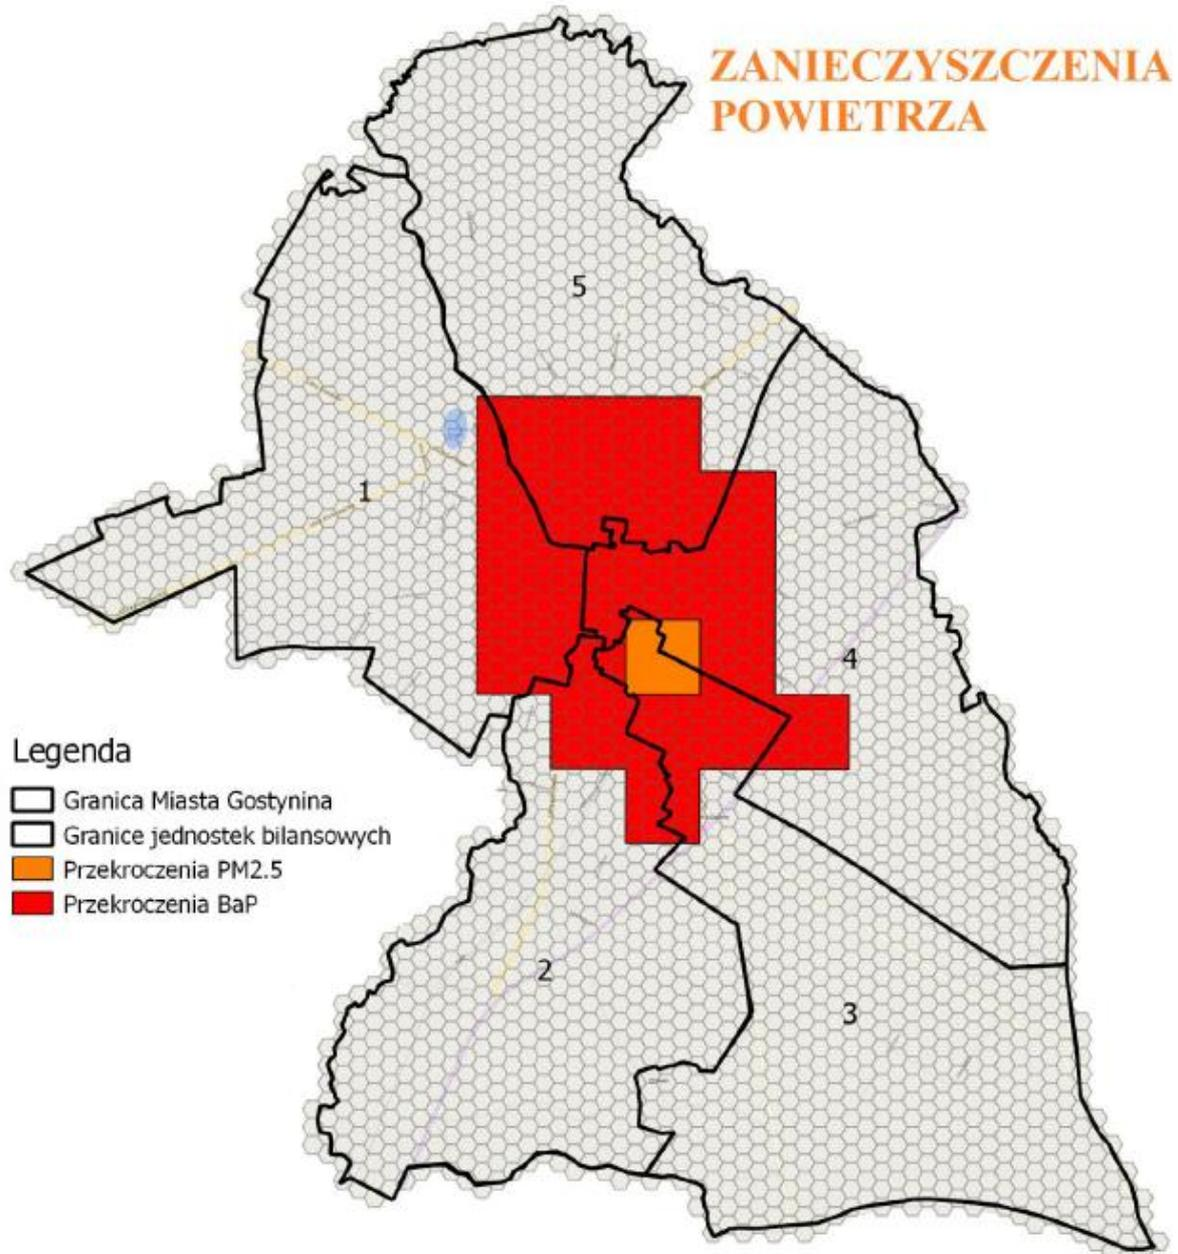 ZANIECZYSZCZENIA
POWIETRZA
5
1
4
Legenda
Granica Miasta Gostynina
Granice jednostek bilansowych
Przekroczenia PM2.5
Przekroczenia BaP
2
3